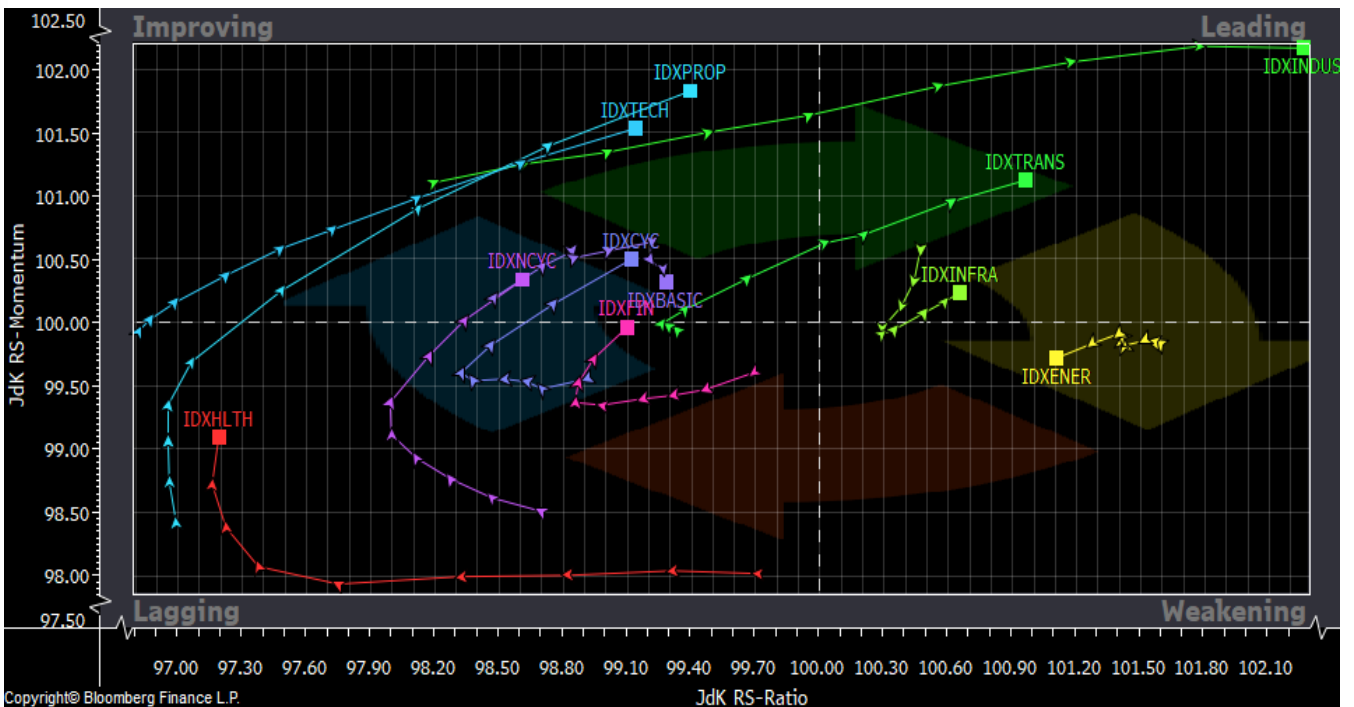 102.50
Improving
Leading
102.00
IDXPROP
IDXINDUS
101.50
IDXTECH
IDXTRANS
101.00
100.50
IDXCYC
IDXNCYC
IDXINFRA
IDXBASIC
IDXFIN
100.00
JdK RS-Momentum
99.50
IDXENER
IDXHLTH
99.00
98.50
98.00
97.50
Lagging
Weakening
97.00 97.30 97.60 97.90 98.20 98.50 98.80 99.10 99.40 99.70 100.00 100.30 100.60 100.90 101.20 101.50 101.80 102.10
Copyright© Bloomberg Finance L.P.
JdK RS-Ratio